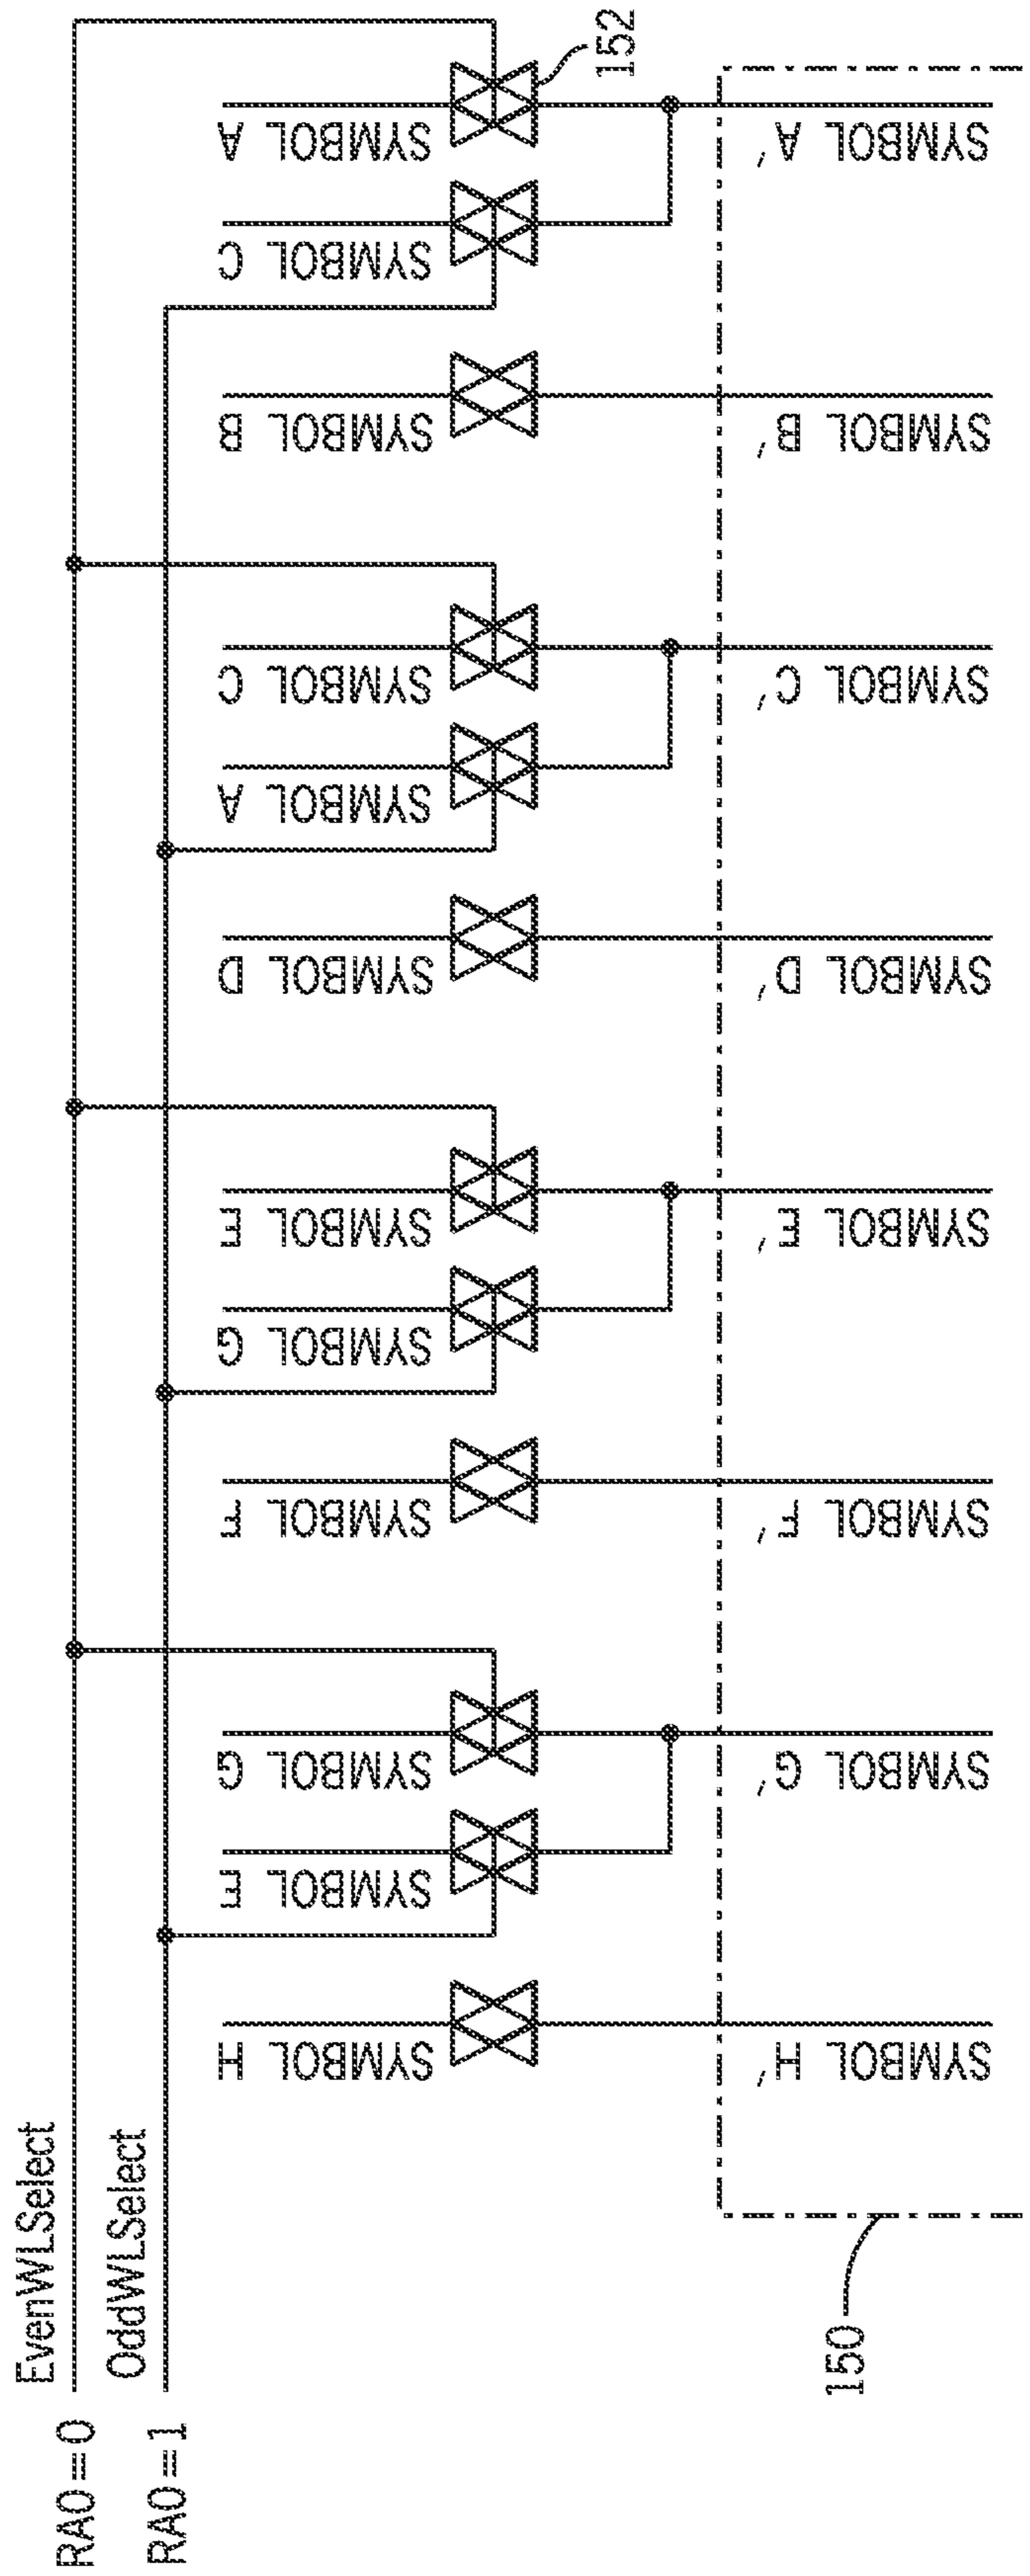 RA0=0 EvenWLSelect
RA0=1 OddWLSelect
SYMBOL H
SYMBOL E
SYMBOL G
SYMBOL F
SYMBOL G
SYMBOL E
SYMBOL D
SYMBOL A
SYMBOL C
SYMBOL B
SYMBOL C
SYMBOL A
152
SYMBOL H'
SYMBOL G'
SYMBOL F'
SYMBOL E'
SYMBOL D'
SYMBOL C'
SYMBOL B'
SYMBOL A'
150